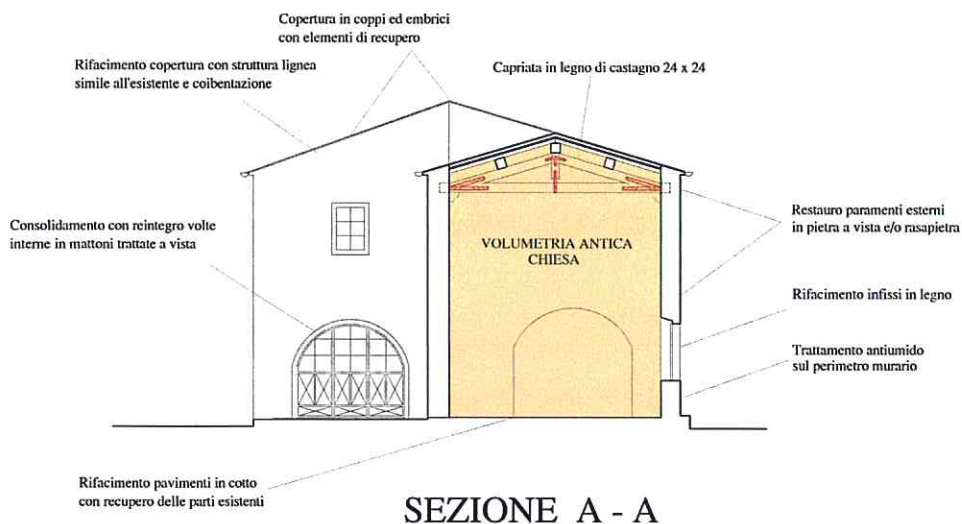 Copertura in coppi ed embrici
con elementi di recupero
Rifacimento copertura con struttura lignea
simile all'esistente e coibentazione
Capriata in legno di castagno 24 x 24
Consolidamento con reintegro volte
interne in mattoni trattate a vista
VOLUMETRIA ANTICA
CHIESA
Restauro paramenti esterni
in pietra a vista e/o rasapietra
Rifacimento infissi in legno
Trattamento antiumido
sul perimetro murario
Rifacimento pavimenti in cotto
con recupero delle parti esistenti
SEZIONE A - A